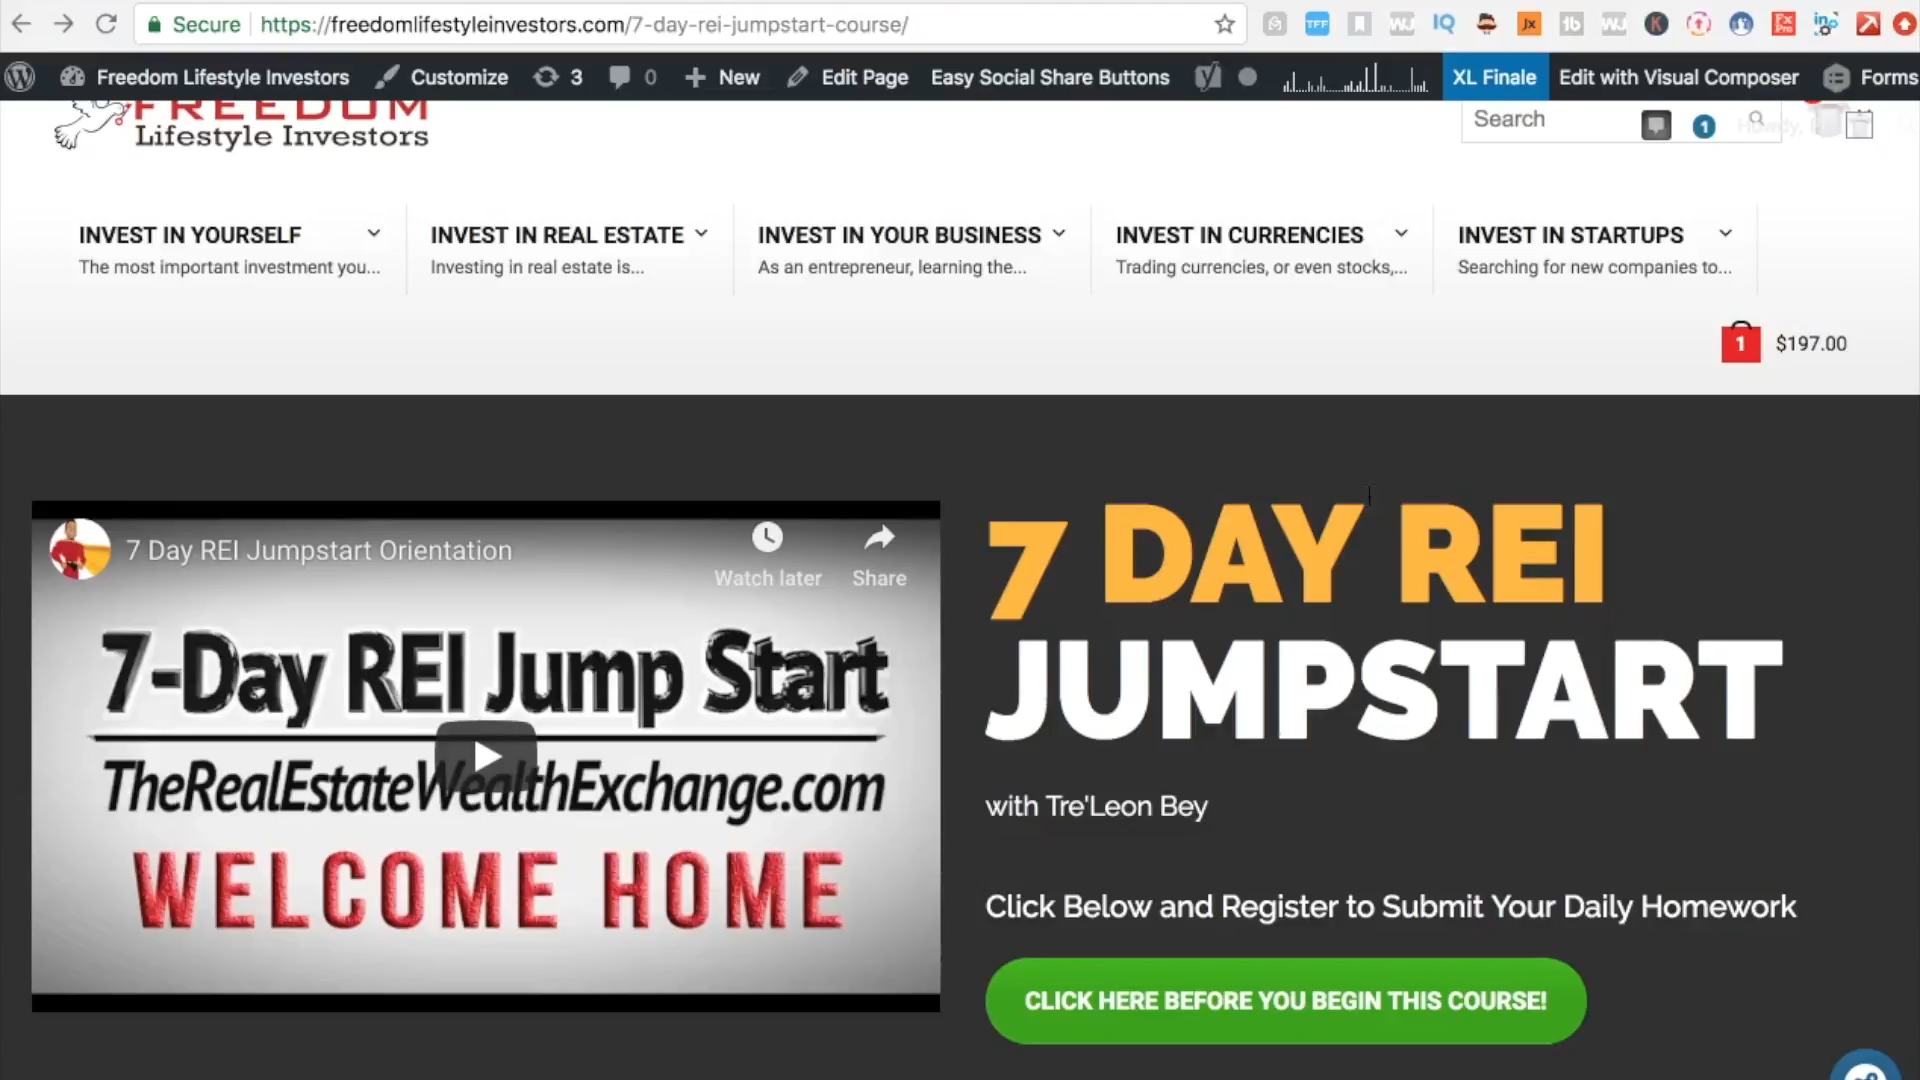 Secure https://freedomlifestyleinvestors.com/7-day-rei-jumpstart-course/
TFF IQ Jx
Freedom Lifestyle Investors Customize 3 0 New Edit Page Easy Social Share Buttons XL Finale Edit with Visual Composer Forms
FREEDOM
Lifestyle Investors
Search 1 Howdy,
INVEST IN YOURSELF INVEST IN REAL ESTATE INVEST IN YOUR BUSINESS INVEST IN CURRENCIES INVEST IN STARTUPS
The most important investment you... Investing in real estate is... As an entrepreneur, learning the... Trading currencies, or even stocks,... Searching for new companies to...
1 $197.00
7 Day REI Jumpstart Orientation
Watch later Share
7-Day REI Jump Start
TheRealEstateWealthExchange.com
WELCOME HOME
7 DAY REI
JUMPSTART
with Tre'Leon Bey
Click Below and Register to Submit Your Daily Homework
CLICK HERE BEFORE YOU BEGIN THIS COURSE!